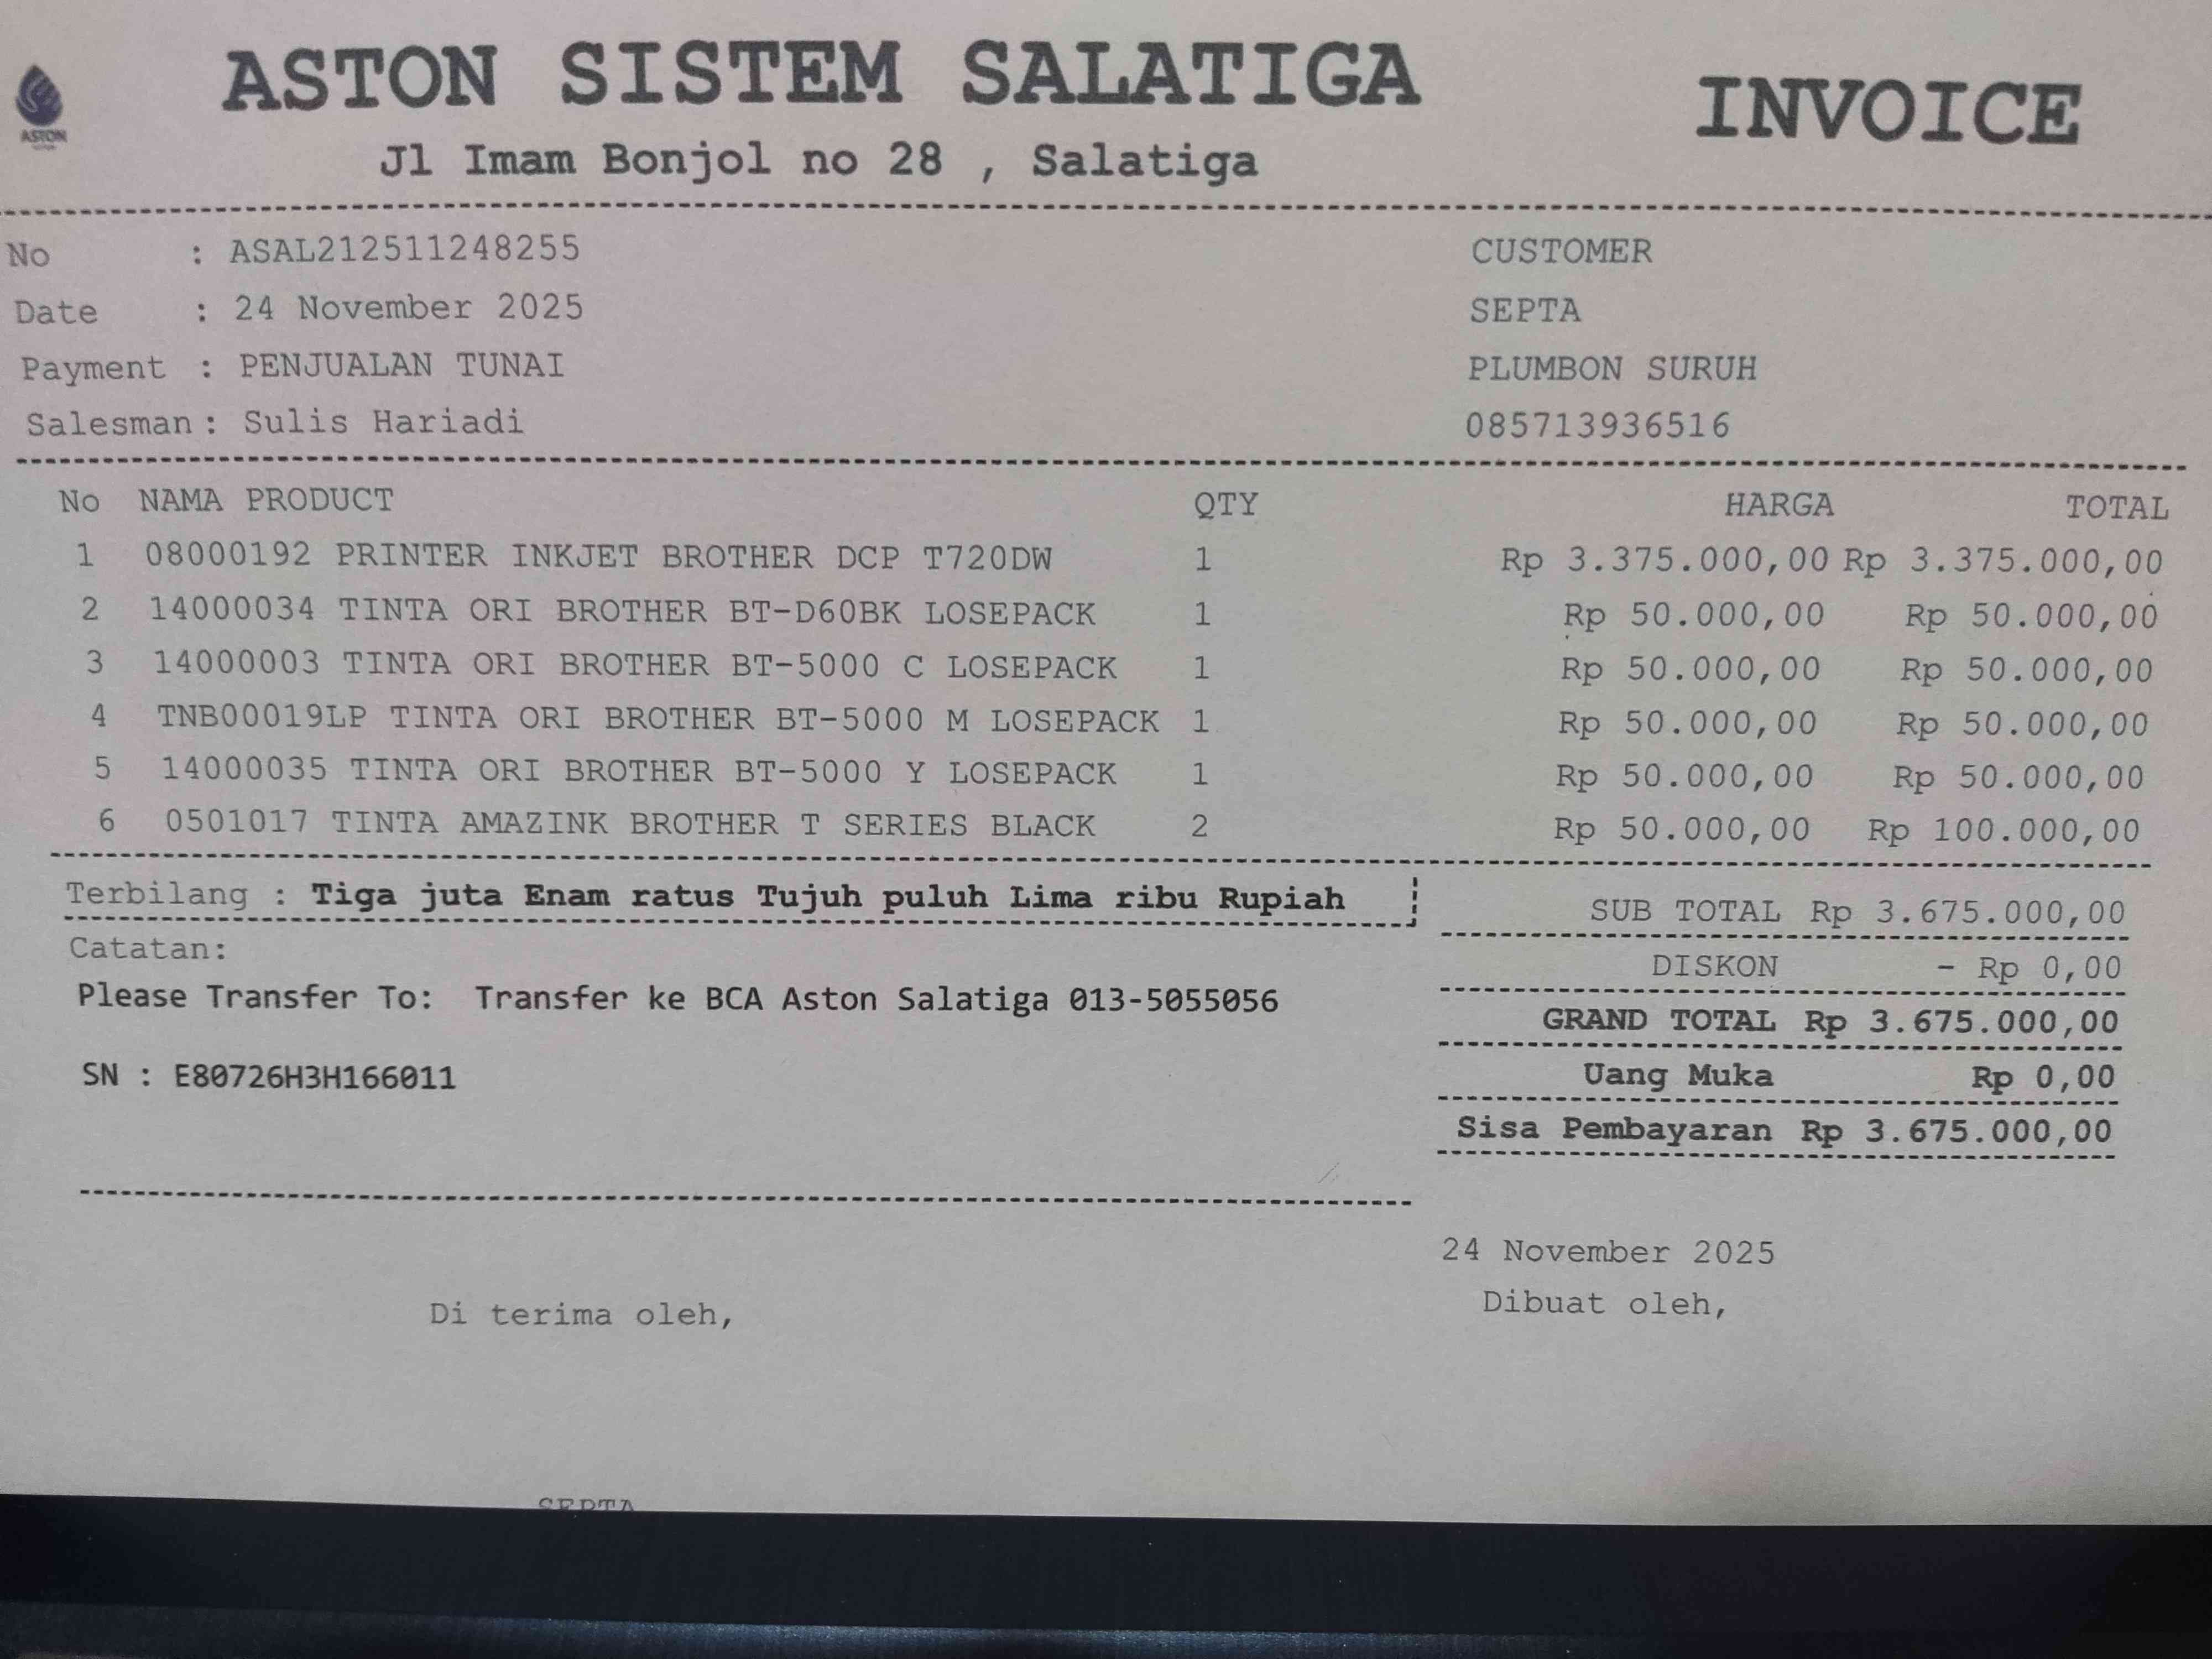 ASTON SISTEM SALATIGA
INVOICE
ASTON
Jl Imam Bonjol no 28 , Salatiga
No : ASAL212511248255
CUSTOMER
Date : 24 November 2025
SEPTA
Payment : PENJUALAN TUNAI
PLUMBON SURUH
Salesman : Sulis Hariadi
085713936516
No NAMA PRODUCT QTY HARGA TOTAL
1 08000192 PRINTER INKJET BROTHER DCP T720DW 1 Rp 3.375.000,00 Rp 3.375.000,00
2 14000034 TINTA ORI BROTHER BT-D60BK LOSEPACK 1 Rp 50.000,00 Rp 50.000,00
3 14000003 TINTA ORI BROTHER BT-5000 C LOSEPACK 1 Rp 50.000,00 Rp 50.000,00
4 TNB00019LP TINTA ORI BROTHER BT-5000 M LOSEPACK 1 Rp 50.000,00 Rp 50.000,00
5 14000035 TINTA ORI BROTHER BT-5000 Y LOSEPACK 1 Rp 50.000,00 Rp 50.000,00
6 0501017 TINTA AMAZINK BROTHER T SERIES BLACK 2 Rp 50.000,00 Rp 100.000,00
Terbilang : Tiga juta Enam ratus Tujuh puluh Lima ribu Rupiah
SUB TOTAL Rp 3.675.000,00
Catatan:
DISKON - Rp 0,00
Please Transfer To: Transfer ke BCA Aston Salatiga 013-5055056
GRAND TOTAL Rp 3.675.000,00
SN : E80726H3H166011
Uang Muka Rp 0,00
Sisa Pembayaran Rp 3.675.000,00
24 November 2025
Di terima oleh,
Dibuat oleh,
SEPTA